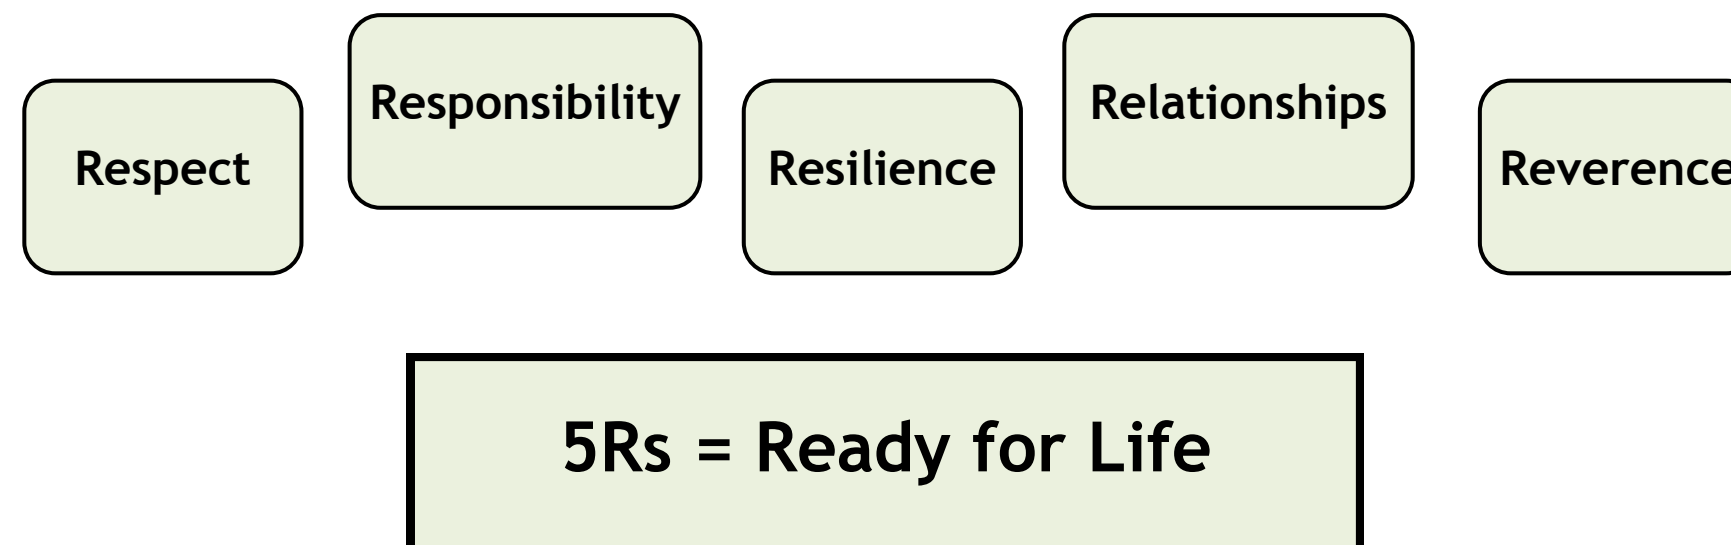 Respect
Responsibility
Resilience
Relationships
Reverence
5Rs = Ready for Life